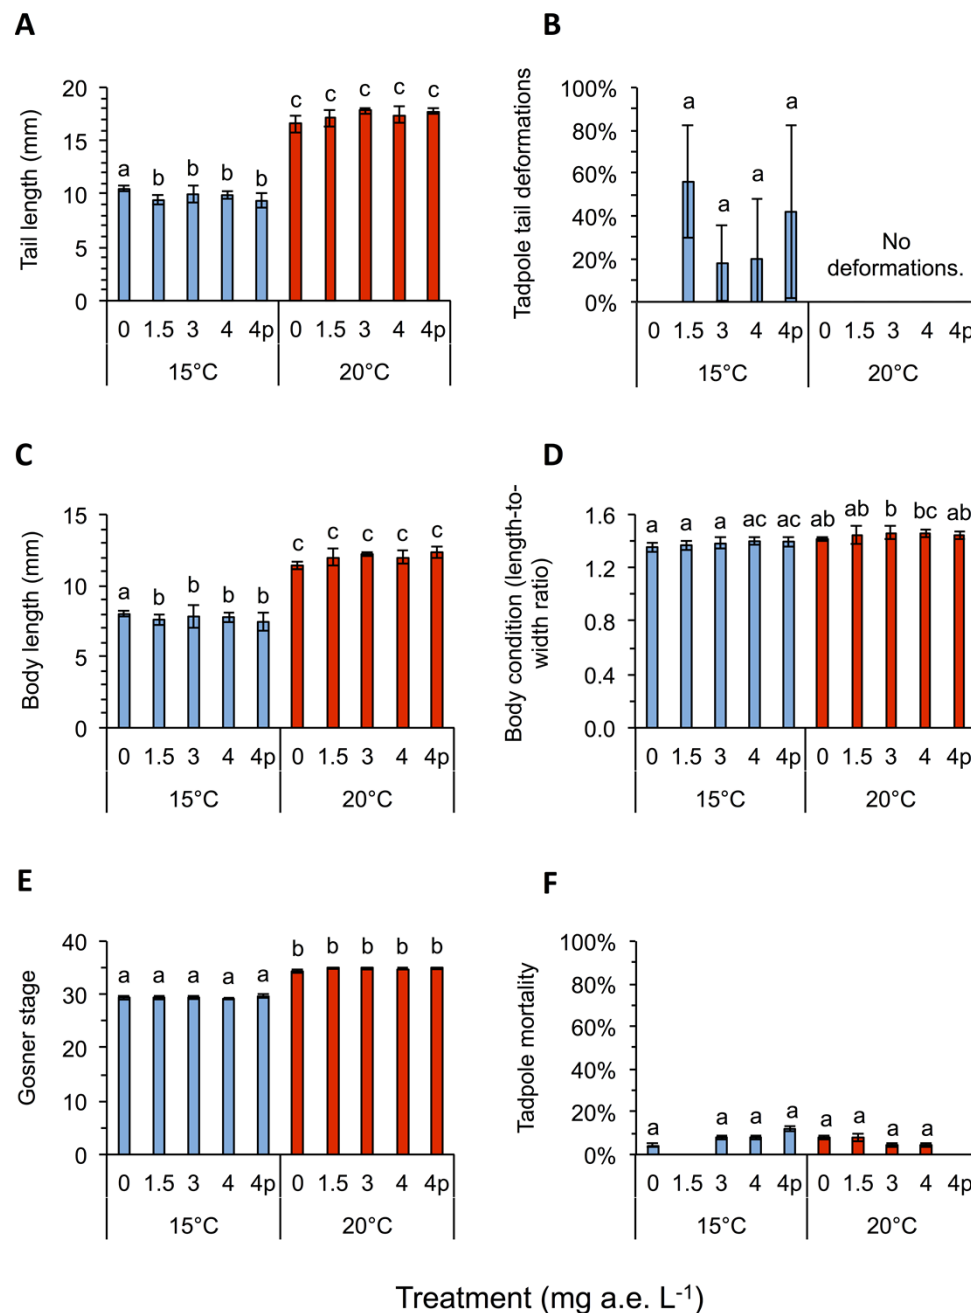 A
Tail length (mm)
20
15
10
5
0
a b b b b c c c c c
0 1.5 3 4 4p 0 1.5 3 4 4p
15°C 20°C
B
Tadpole tail deformations
100%
80%
60%
40%
20%
0%
a a a a
No
deformations.
0 1.5 3 4 4p 0 1.5 3 4 4p
15°C 20°C
C
Body length (mm)
15
10
5
0
a b b b b c c c c c
0 1.5 3 4 4p 0 1.5 3 4 4p
15°C 20°C
D
Body condition (length-to-
width ratio)
1.6
1.2
0.8
0.4
0.0
a a a ac ac ab ab b bc ab
0 1.5 3 4 4p 0 1.5 3 4 4p
15°C 20°C
E
Gosner stage
40
30
20
10
0
a a a a a b b b b b
0 1.5 3 4 4p 0 1.5 3 4 4p
15°C 20°C
F
Tadpole mortality
100%
80%
60%
40%
20%
0%
a a a a a a a a
0 1.5 3 4 4p 0 1.5 3 4 4p
15°C 20°C
Treatment (mg a.e. L⁻¹)